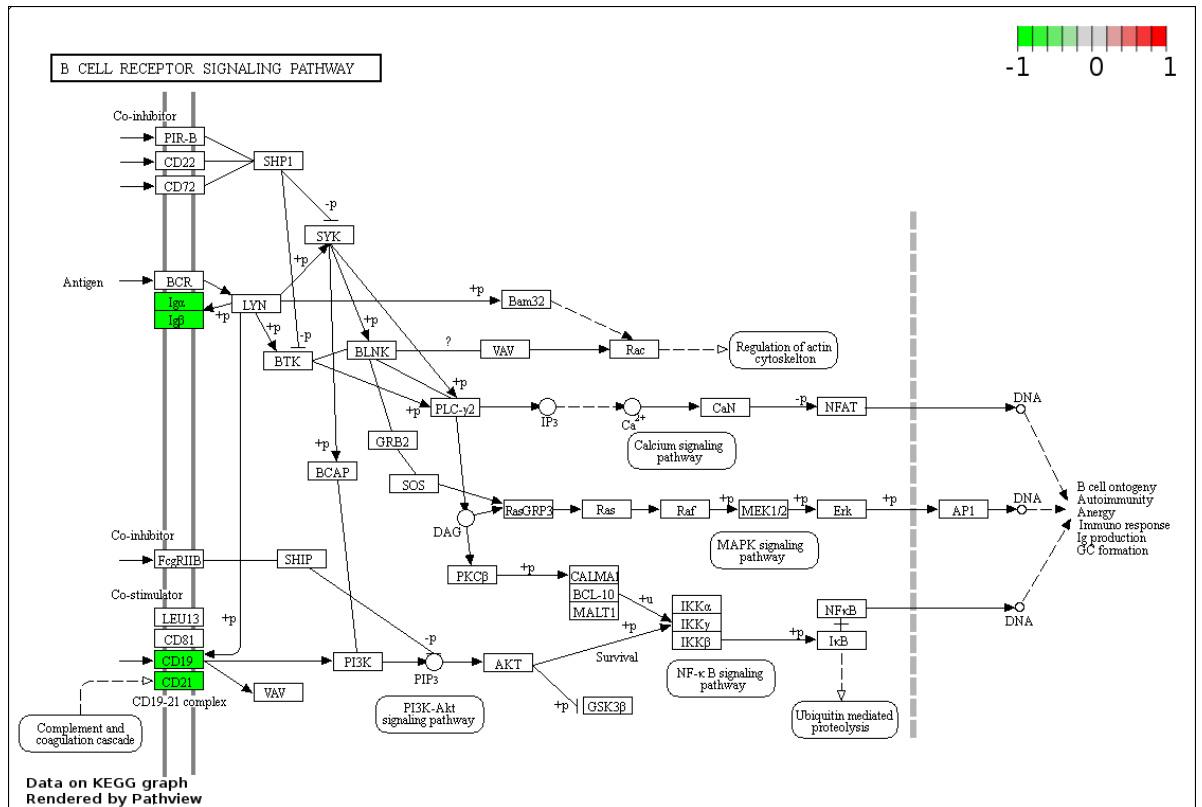 -1 0 1
B CELL RECEPTOR SIGNALING PATHWAY
Co-inhibitor
PIR-B
CD22
CD72
SHP1
-p
SYK
+p
Antigen
BCR
Igα
Igβ
+p
LYN
+p
-p
BTK
+p
Bam32
+p
BLNK
?
VAV
Rac
Regulation of actin
cytoskelton
+p
+p
PLC-γ2
IP3
Ca2+
CaN
-p
NFAT
DNA
Calcium signaling
pathway
GRB2
+p
BCAP
SOS
DAG
RasGRP3
Ras
Raf
+p
MEK1/2
+p
Erk
+p
AP1
DNA
MAPK signaling
pathway
B cell ontogeny
Autoimmunity
Anergy
Immuno response
Ig production
GC formation
Co-inhibitor
FcgRIIB
SHIP
PKCβ
+p
CALMA1
BCL-10
MALT1
+u
IKKα
IKKγ
IKKβ
+p
NFκB
IκB
DNA
Co-stimulator
LEU13
CD81
CD19
CD21
CD19-21 complex
+p
VAV
PI3K
-p
PIP3
AKT
+p
Survival
+p
GSK3β
PI3K-Akt
signaling pathway
NF-κ B signaling
pathway
Ubiquitin mediated
proteolysis
Complement and
coagulation cascade
Data on KEGG graph
Rendered by Pathview